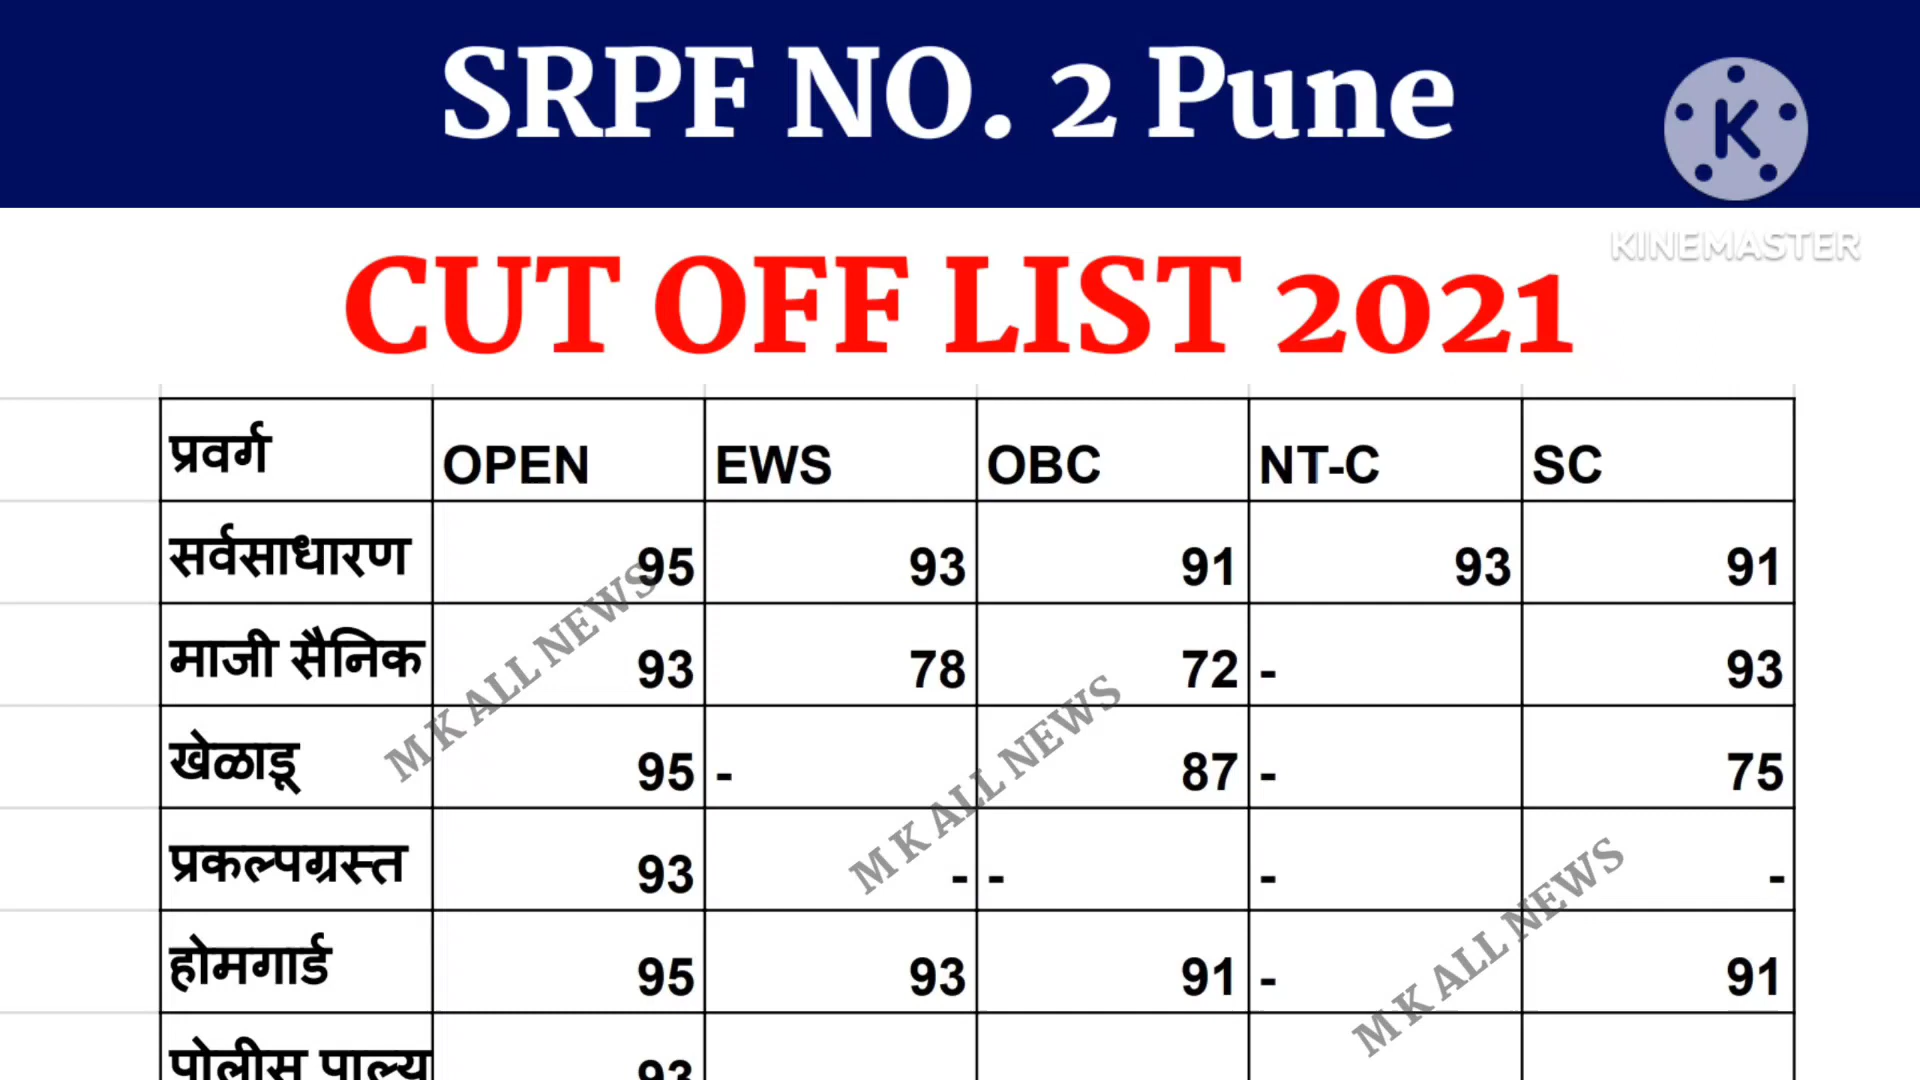 SRPF NO. 2 Pune
K
KINEMASTER
CUT OFF LIST 2021
प्रवर्ग OPEN EWS OBC NT-C SC
सर्वसाधारण 95 93 91 93 91
माजी सैनिक 93 78 72 - 93
खेळाडू 95 - 87 - 75
प्रकल्पग्रस्त 93 - - - -
होमगार्ड 95 93 91 - 91
पोलीस पाल्य 93
M K ALL NEWS
M K ALL NEWS
M K ALL NEWS